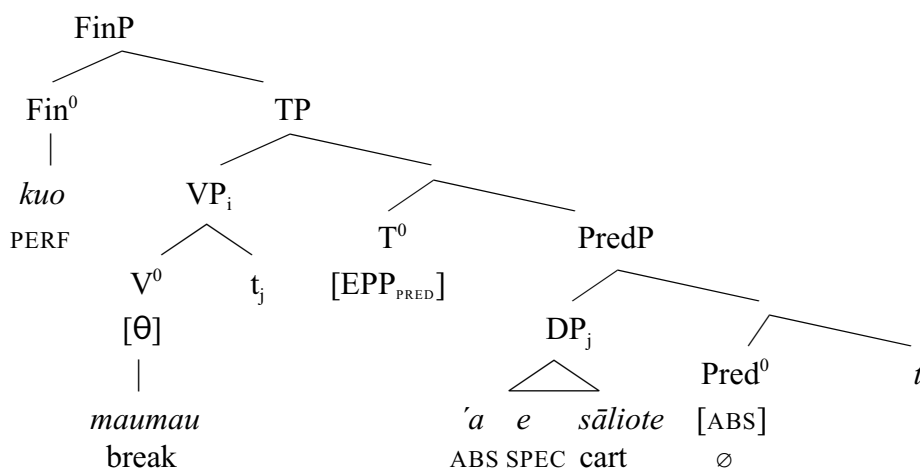 FinP
Fin⁰ TP
kuo VPᵢ T⁰ PredP
PERF V⁰ tⱼ [EPP_PRED]
[θ] DPⱼ Pred⁰ t
maumau ´a e sāliote [ABS]
break ABS SPEC cart ∅